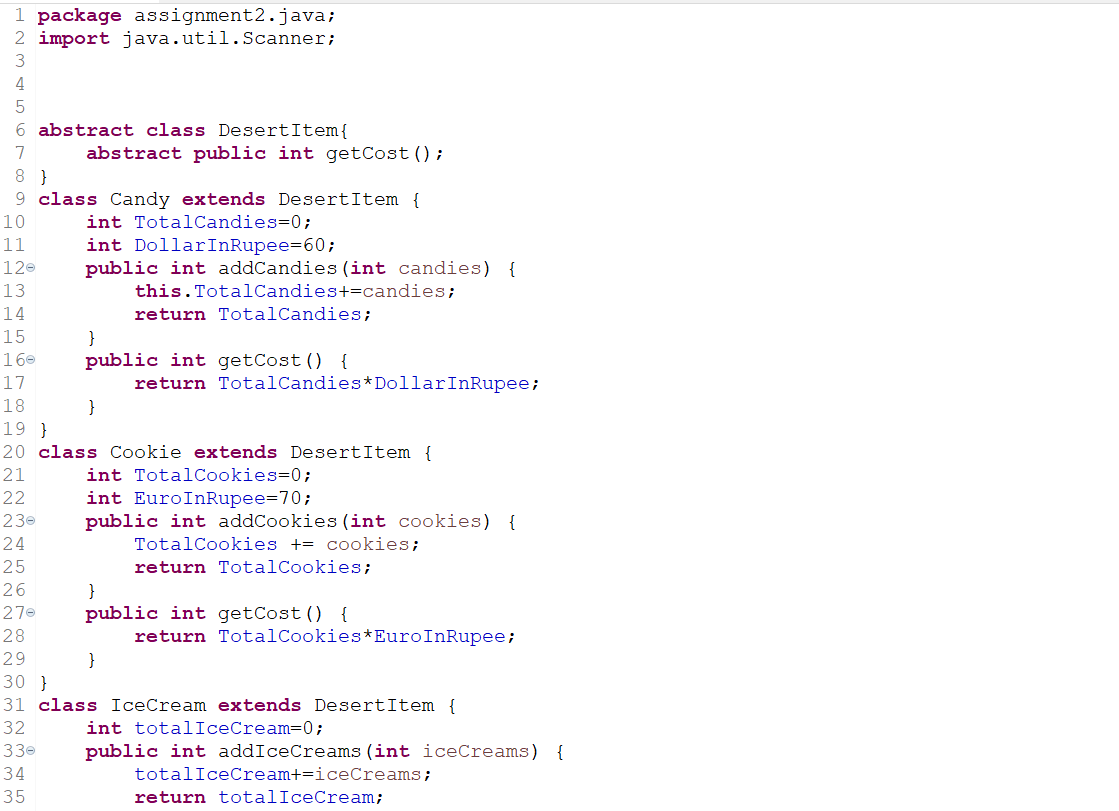 1 package assignment2.java;
2 import java.util.Scanner;
3
4
5
6 abstract class DesertItem{
7     abstract public int getCost();
8 }
9 class Candy extends DesertItem {
10     int TotalCandies=0;
11     int DollarInRupee=60;
12     public int addCandies(int candies) {
13         this.TotalCandies+=candies;
14         return TotalCandies;
15     }
16     public int getCost() {
17         return TotalCandies*DollarInRupee;
18     }
19 }
20 class Cookie extends DesertItem {
21     int TotalCookies=0;
22     int EuroInRupee=70;
23     public int addCookies(int cookies) {
24         TotalCookies += cookies;
25         return TotalCookies;
26     }
27     public int getCost() {
28         return TotalCookies*EuroInRupee;
29     }
30 }
31 class IceCream extends DesertItem {
32     int totalIceCream=0;
33     public int addIceCreams(int iceCreams) {
34         totalIceCream+=iceCreams;
35         return totalIceCream;